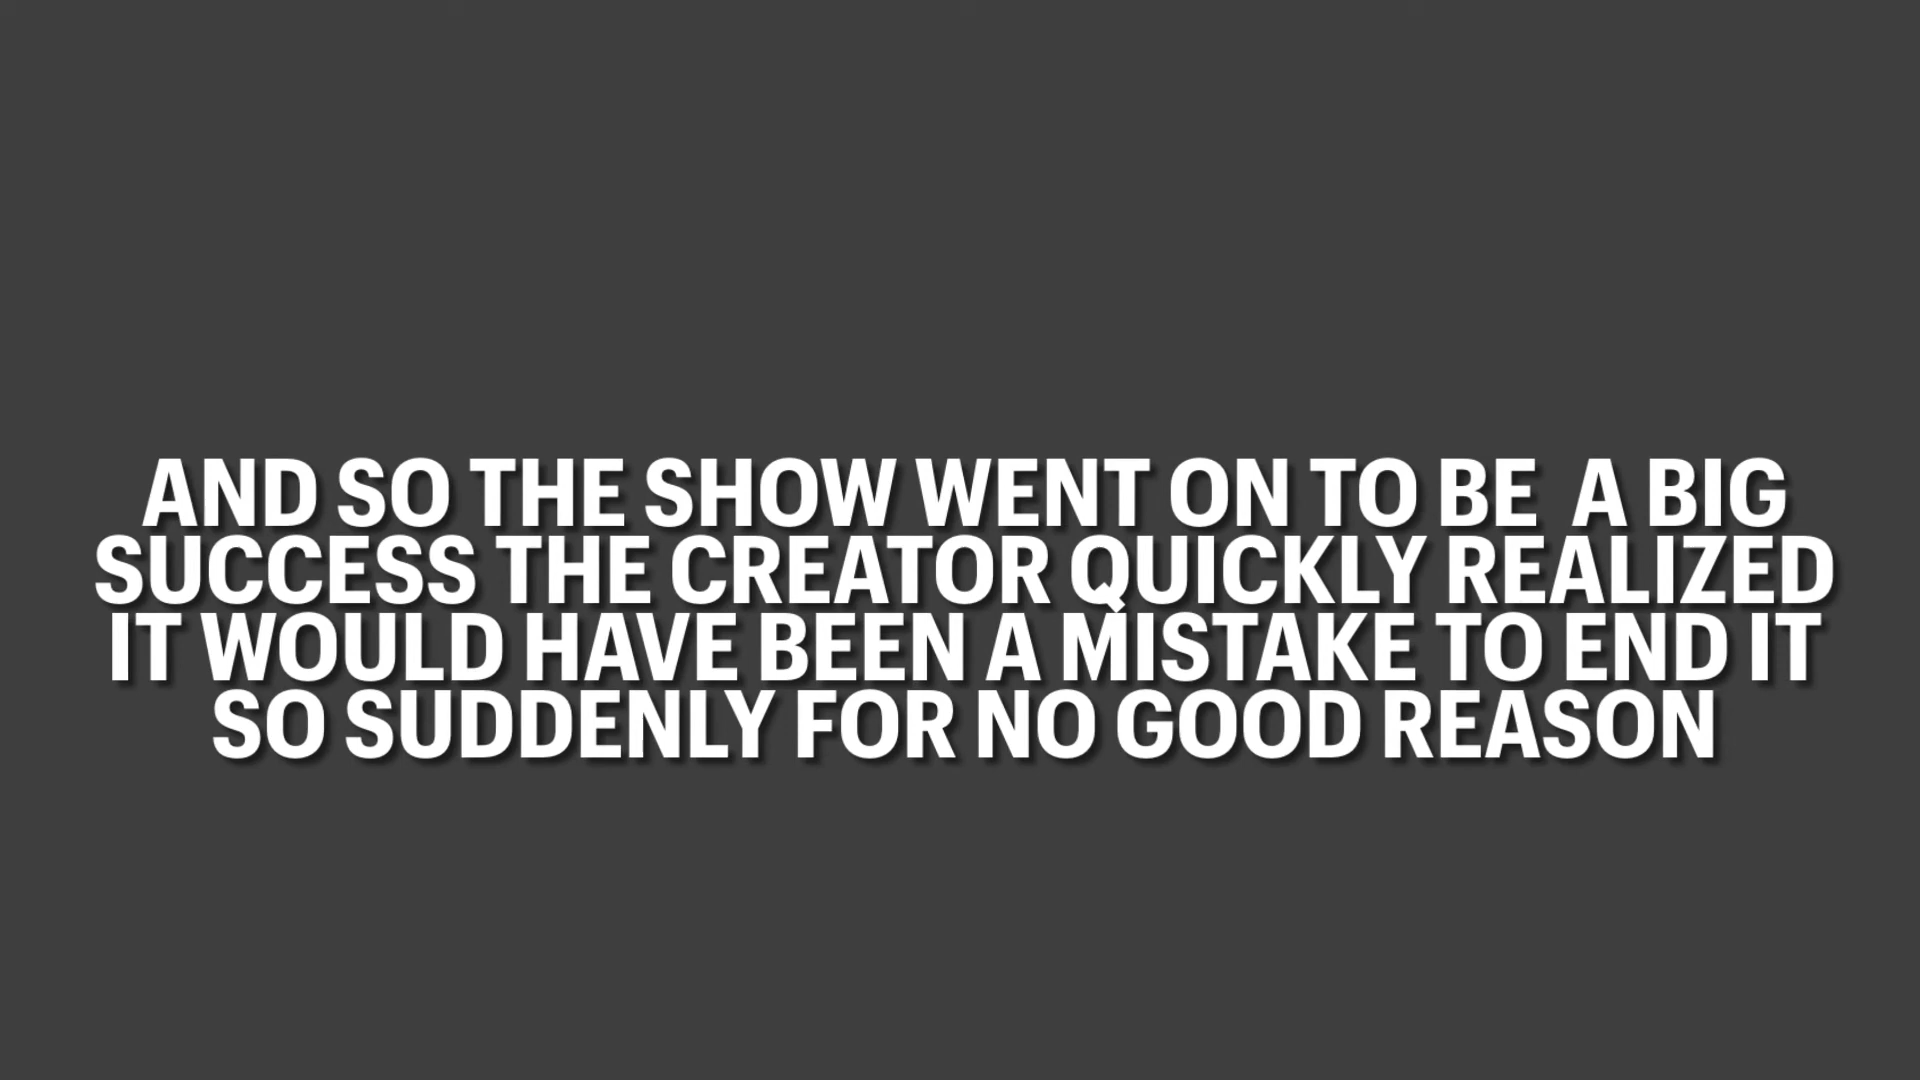 AND SO THE SHOW WENT ON TO BE  A BIG
SUCCESS THE CREATOR QUICKLY REALIZED
IT WOULD HAVE BEEN A MISTAKE TO END IT
SO SUDDENLY FOR NO GOOD REASON